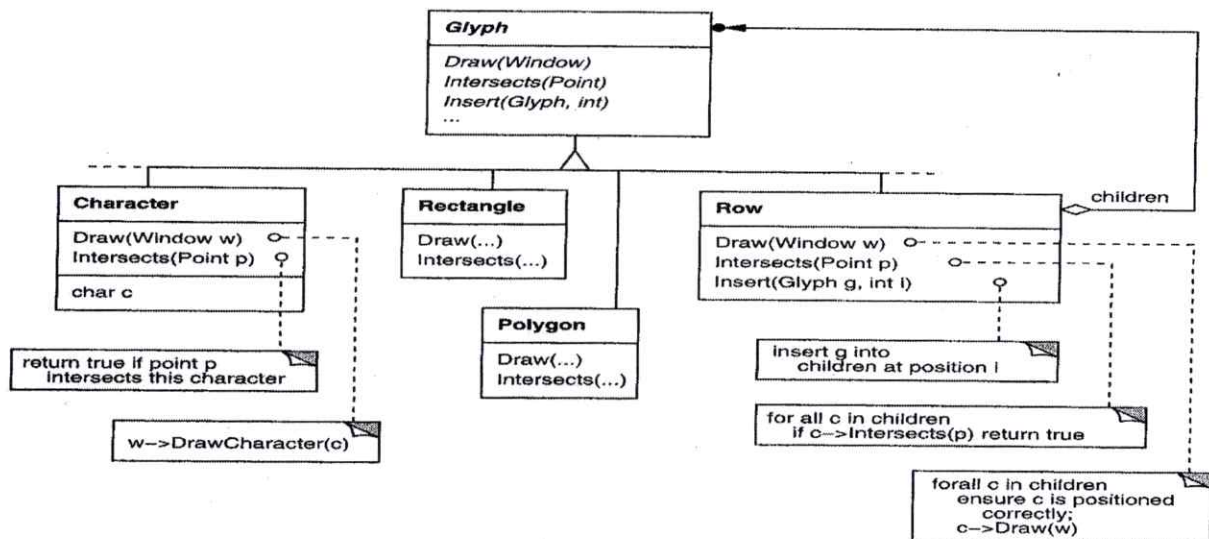 Glyph
Draw(Window)
Intersects(Point)
Insert(Glyph, int)
...
children
Character
Draw(Window w)
Intersects(Point p)
char c
Rectangle
Draw(...)
Intersects(...)
Polygon
Draw(...)
Intersects(...)
Row
Draw(Window w)
Intersects(Point p)
Insert(Glyph g, int i)
return true if point p
intersects this character
w->DrawCharacter(c)
insert g into
children at position i
for all c in children
if c->Intersects(p) return true
forall c in children
ensure c is positioned
correctly;
c->Draw(w)